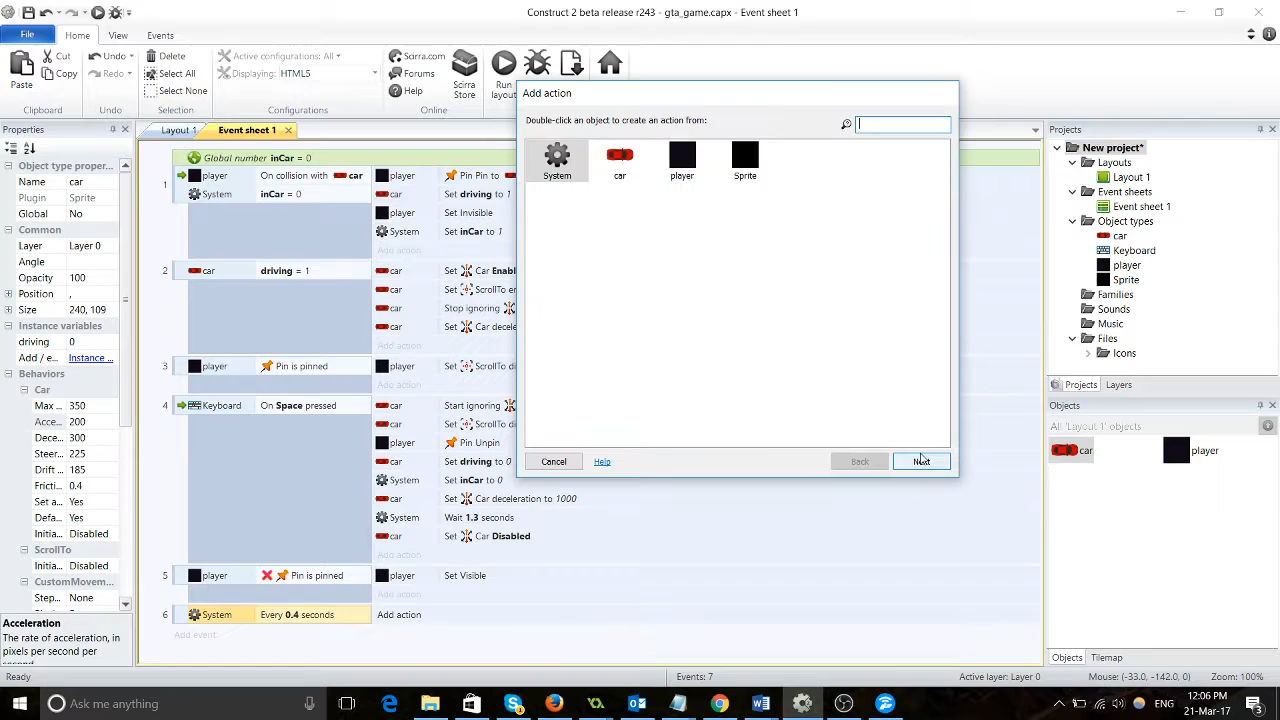 Construct 2 beta release r243 - gta_game.capx - Event sheet 1
File Home View Events
Paste Cut Copy
Clipboard
Undo Redo
Undo
Delete Select All Select None
Selection
Active configurations: All
Displaying: HTML5
Configurations
Scirra.com Forums Help
Scirra Store
Online
Run layout
Properties
Layout 1 Event sheet 1
Object type proper...
Name car
Plugin Sprite
Global No
Common
Layer Layer 0
Angle
Opacity 100
Position ,
Size 240, 109
Instance variables
driving 0
Add / e... Instance ...
Behaviors
Car
Max ... 350
Acce... 200
Dece... 300
Steer... 225
Drift ... 185
Fricti... 0.4
Set a... Yes
Defa... Yes
Initia... Disabled
ScrollTo
Initia... Disabled
CustomMovem...
Step... None
Acceleration
The rate of acceleration, in
pixels per second per
Global number inCar = 0
1 player On collision with car player Pin Pin to
System inCar = 0 car Set driving to 1
player Set Invisible
System Set inCar to 1
Add action
2 car driving = 1 car Set Car Enabl
car Set ScrollTo en
car Stop ignoring
car Set Car decele
Add action
3 player Pin is pinned player Set ScrollTo di
Add action
4 Keyboard On Space pressed car Start ignoring
car Set ScrollTo di
player Pin Unpin
car Set driving to 0
System Set inCar to 0
car Set Car deceleration to 1000
System Wait 1.3 seconds
car Set Car Disabled
Add action
5 player Pin is pinned player Set Visible
Add action
6 System Every 0.4 seconds Add action
Add event
Add action
Double-click an object to create an action from:
System car player Sprite
Cancel Help Back Next
Projects
New project*
Layouts
Layout 1
Event sheets
Event sheet 1
Object types
car
Keyboard
player
Sprite
Families
Sounds
Music
Files
Icons
Projects Layers
Objects
All 'Layout 1' objects
car player
Objects Tilemap
Ready Events: 7 Active layer: Layer 0 Mouse: (-33.0, -142.0, 0) Zoom: 100%
Ask me anything
12:06 PM
21-Mar-17
3